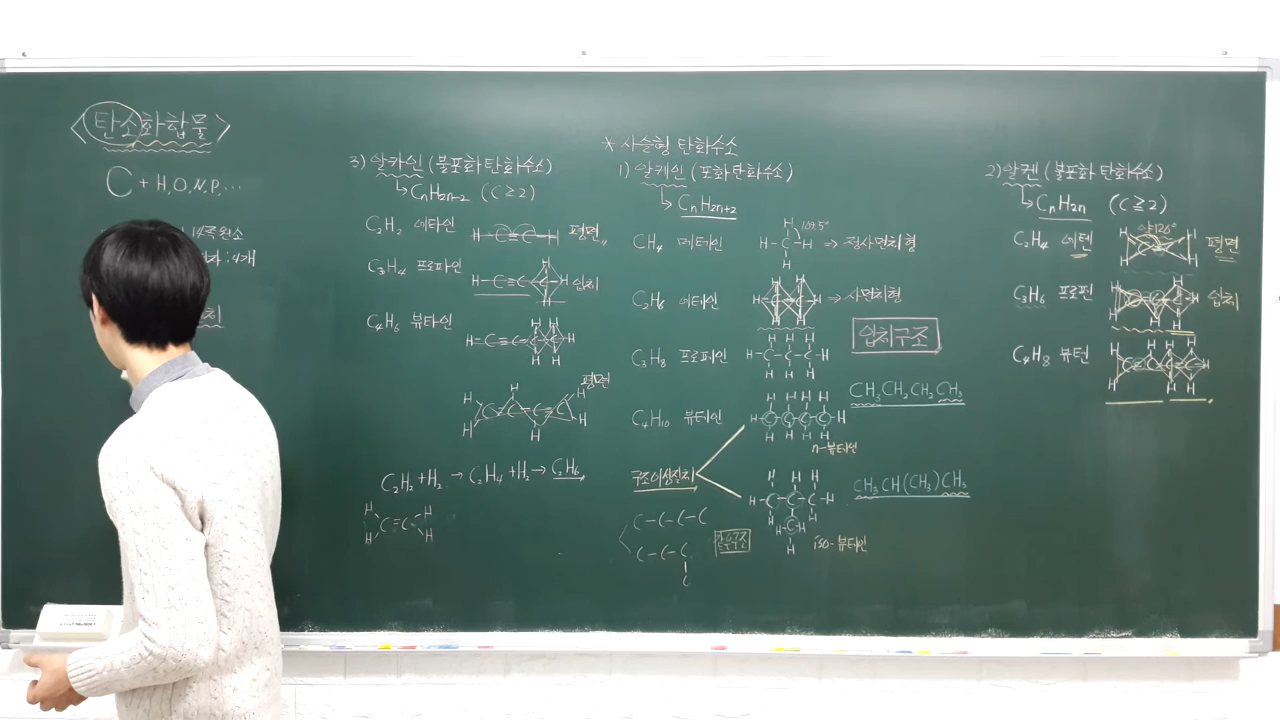 <탄소화합물>
C + H, O, N, P, ...
14족 원소
: 4개
* 사슬형 탄화수소
3) 알카인 (불포화 탄화수소)
↳ CnH2n-2 (C≥2)
C2H2 에타인
H-C≡C-H 평면
C3H4 프로파인
입체
C4H6 뷰타인
평면
C2H2 + H2 → C2H4 + H2 → C2H6
1) 알케인 (포화 탄화수소)
↳ CnH2n+2
CH4 메테인
109.5°
⇒ 정사면체형
C2H6 에테인
⇒ 사면체형
입체구조
C3H8 프로페인
C4H10 뷰테인
CH3CH2CH2CH3
n-뷰테인
구조이성질체
CH3CH(CH3)CH3
iso-뷰테인
C-C-C-C
C-C-C
C
2) 알켄 (불포화 탄화수소)
↳ CnH2n (C≥2)
C2H4 에텐
약120°
평면
C3H6 프로펜
입체
C4H8 뷰텐